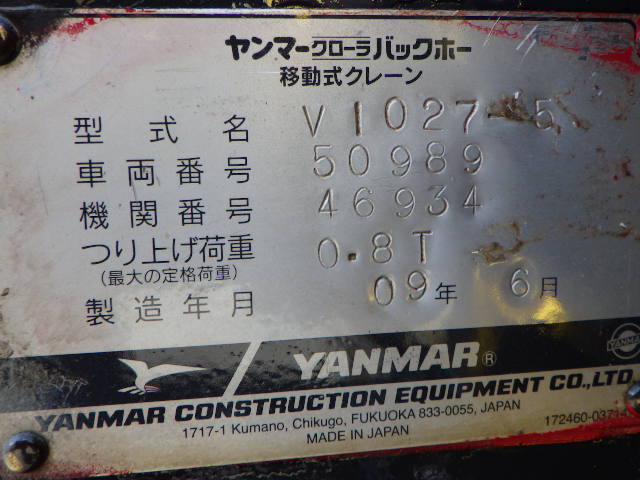 ヤンマークローラバックホー
移動式クレーン
型式名 V1027-5
車両番号 50989
機関番号 46934
つり上げ荷重 0.8T
(最大の定格荷重)
製造年月 09年 6月
YANMAR®
YANMAR
YANMAR CONSTRUCTION EQUIPMENT CO.,LTD
1717-1 Kumano, Chikugo, FUKUOKA 833-0055, JAPAN
MADE IN JAPAN